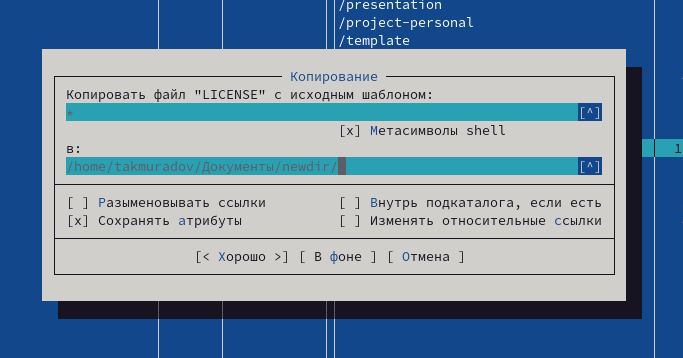 /presentation
/project-personal
/template
Копирование
Копировать файл "LICENSE" с исходным шаблоном:
* [^]
[x] Метасимволы shell
в: 1
/home/takmuradov/Документы/newdir/ [^]
[ ] Разыменовывать ссылки [ ] Внутрь подкаталога, если есть
[x] Сохранять атрибуты [ ] Изменять относительные ссылки
[< Хорошо >] [ В фоне ] [ Отмена ]